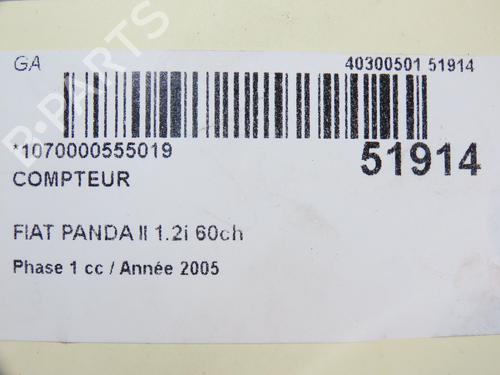 GA
40300501 51914
*1070000555019
51914
COMPTEUR
FIAT PANDA II 1.2i 60ch
Phase 1 cc / Année 2005
B-PARTS